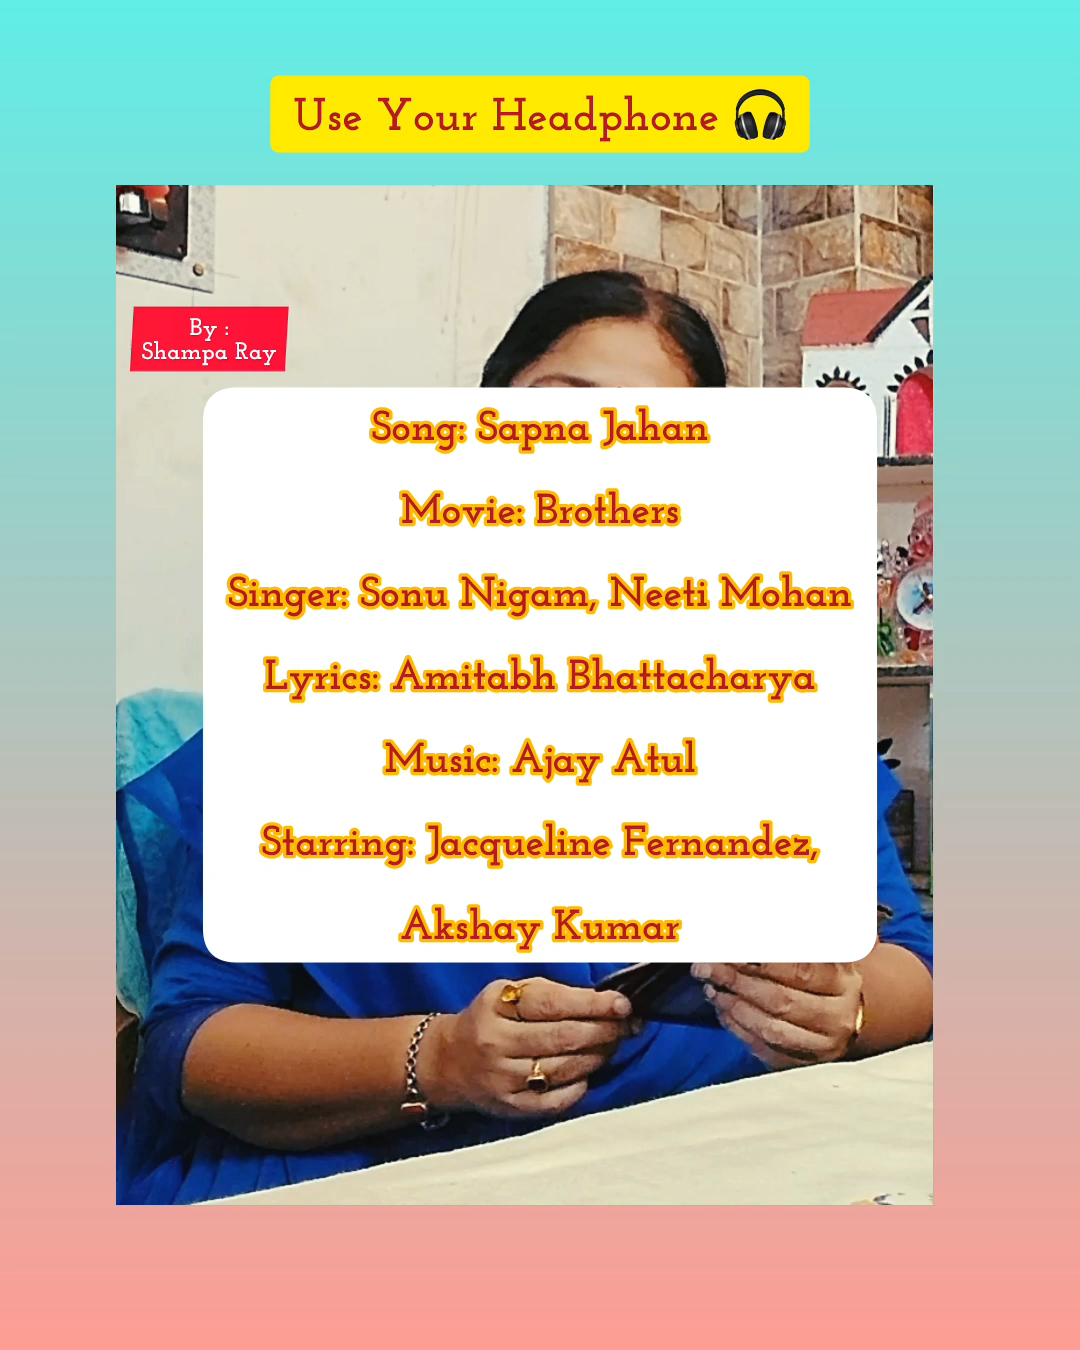 Use Your Headphone
By :
Shampa Ray
Song: Sapna Jahan
Movie: Brothers
Singer: Sonu Nigam, Neeti Mohan
Lyrics: Amitabh Bhattacharya
Music: Ajay Atul
Starring: Jacqueline Fernandez,
Akshay Kumar